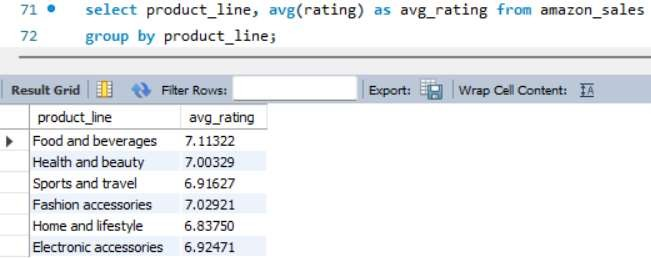 71 select product_line, avg(rating) as avg_rating from amazon_sales
72 group by product_line;
Result Grid Filter Rows: Export: Wrap Cell Content: IA
product_line avg_rating
Food and beverages 7.11322
Health and beauty 7.00329
Sports and travel 6.91627
Fashion accessories 7.02921
Home and lifestyle 6.83750
Electronic accessories 6.92471